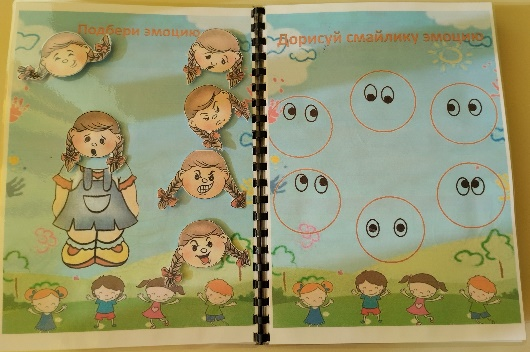 Подбери эмоцию
Дорисуй смайлику эмоцию